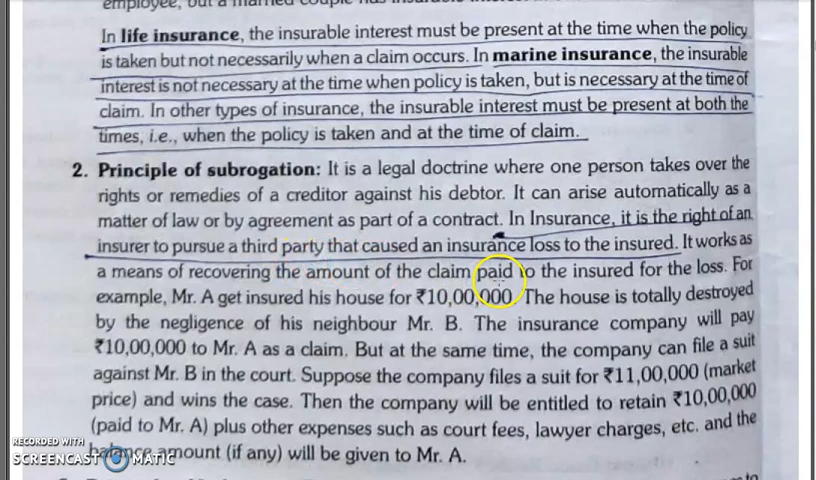 employee, but a married couple has insurable
In life insurance, the insurable interest must be present at the time when the policy
is taken but not necessarily when a claim occurs. In marine insurance, the insurable
interest is not necessary at the time when policy is taken, but is necessary at the time of
claim. In other types of insurance, the insurable interest must be present at both the
times, i.e., when the policy is taken and at the time of claim.
2. Principle of subrogation: It is a legal doctrine where one person takes over the
rights or remedies of a creditor against his debtor. It can arise automatically as a
matter of law or by agreement as part of a contract. In Insurance, it is the right of an
insurer to pursue a third party that caused an insurance loss to the insured. It works as
a means of recovering the amount of the claim paid to the insured for the loss. For
example, Mr. A get insured his house for ₹10,00,000. The house is totally destroyed
by the negligence of his neighbour Mr. B. The insurance company will pay
₹10,00,000 to Mr. A as a claim. But at the same time, the company can file a suit
against Mr. B in the court. Suppose the company files a suit for ₹11,00,000 (market
price) and wins the case. Then the company will be entitled to retain ₹10,00,000
(paid to Mr. A) plus other expenses such as court fees, lawyer charges, etc. and the
balance amount (if any) will be given to Mr. A.
RECORDED WITH
SCREENCAST MATIC